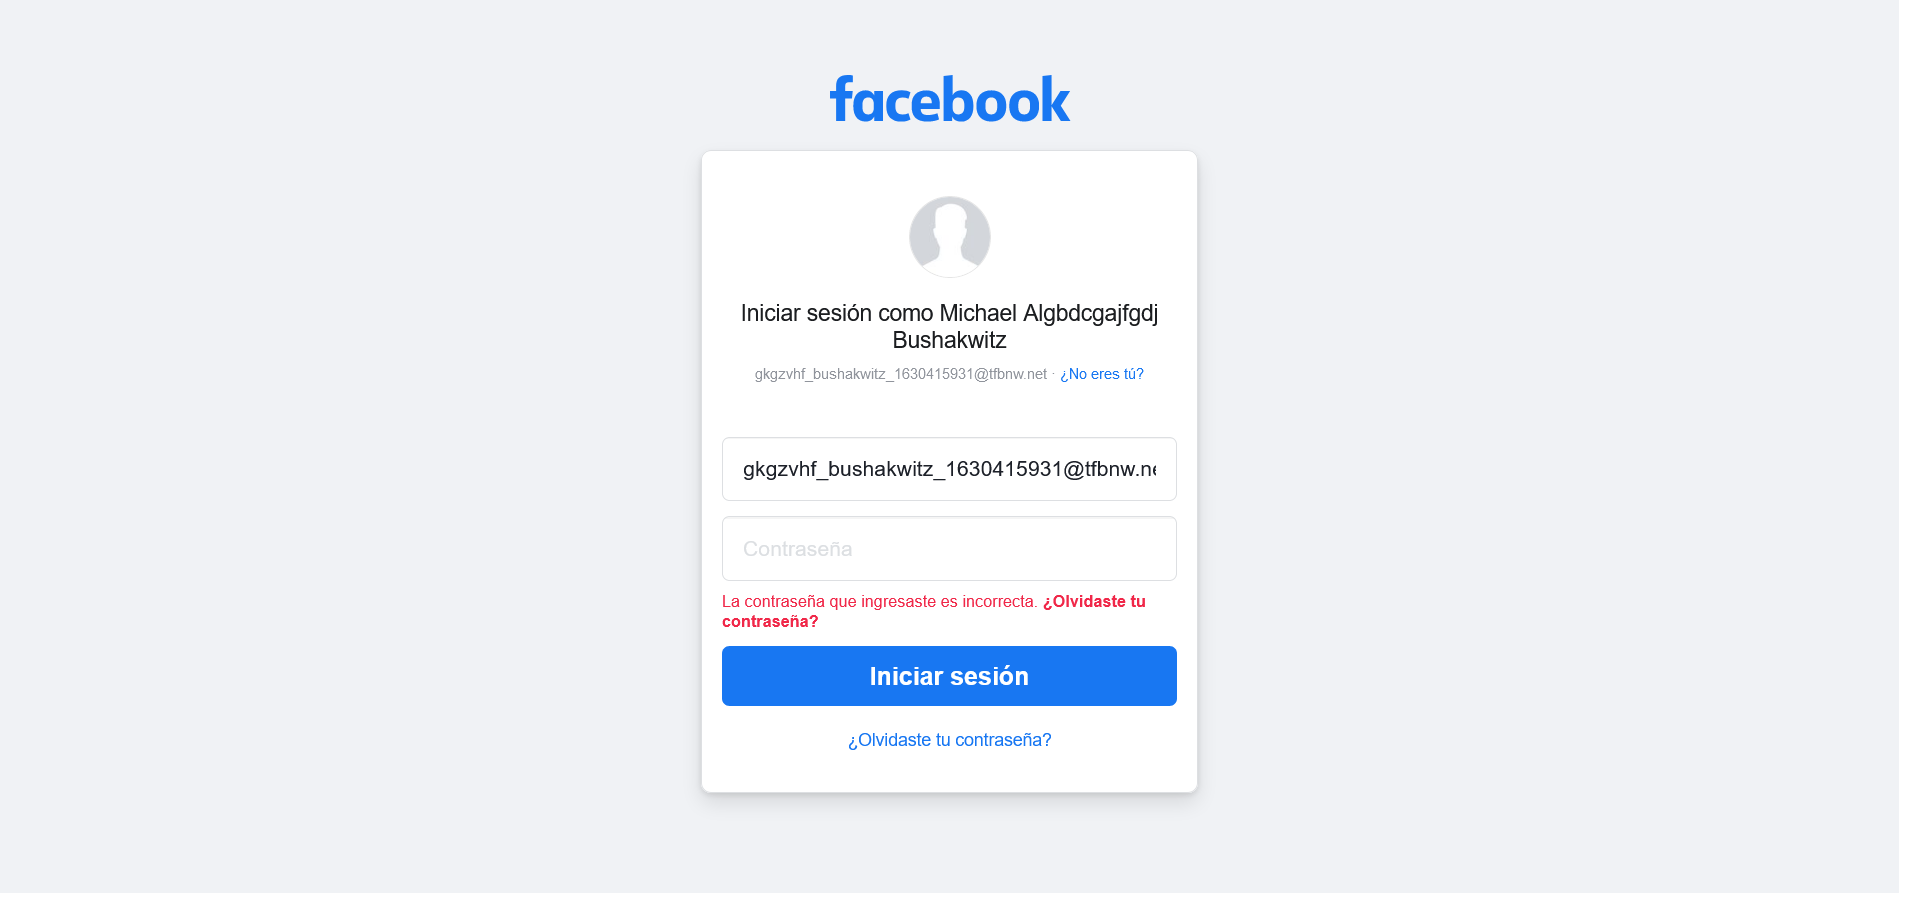 facebook
Iniciar sesión como Michael Algbdcgajfgdj
Bushakwitz
gkgzvhf_bushakwitz_1630415931@tfbnw.net · ¿No eres tú?
gkgzvhf_bushakwitz_1630415931@tfbnw.ne
Contraseña
La contraseña que ingresaste es incorrecta. ¿Olvidaste tu
contraseña?
Iniciar sesión
¿Olvidaste tu contraseña?